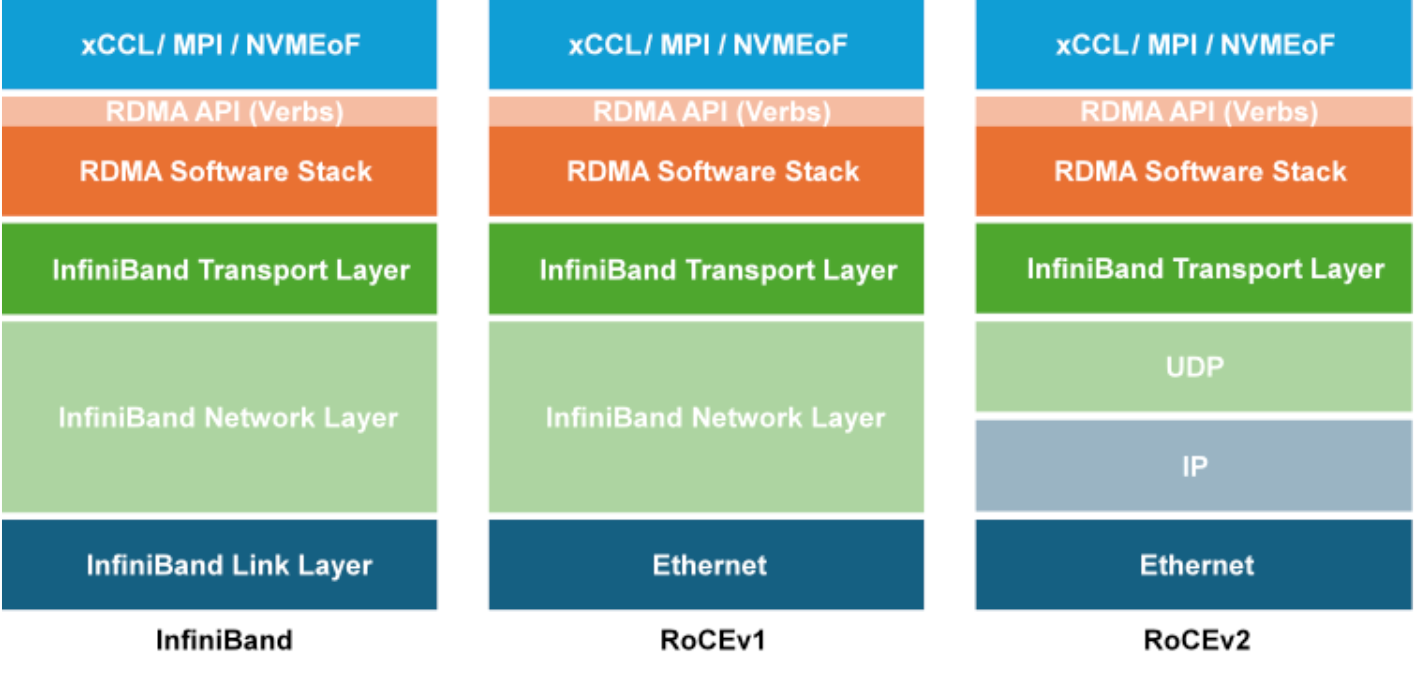 xCCL/ MPI / NVMEoF
RDMA API (Verbs)
RDMA Software Stack
InfiniBand Transport Layer
InfiniBand Network Layer
InfiniBand Link Layer
InfiniBand
xCCL/ MPI / NVMEoF
RDMA API (Verbs)
RDMA Software Stack
InfiniBand Transport Layer
InfiniBand Network Layer
Ethernet
RoCEv1
xCCL/ MPI / NVMEoF
RDMA API (Verbs)
RDMA Software Stack
InfiniBand Transport Layer
UDP
IP
Ethernet
RoCEv2